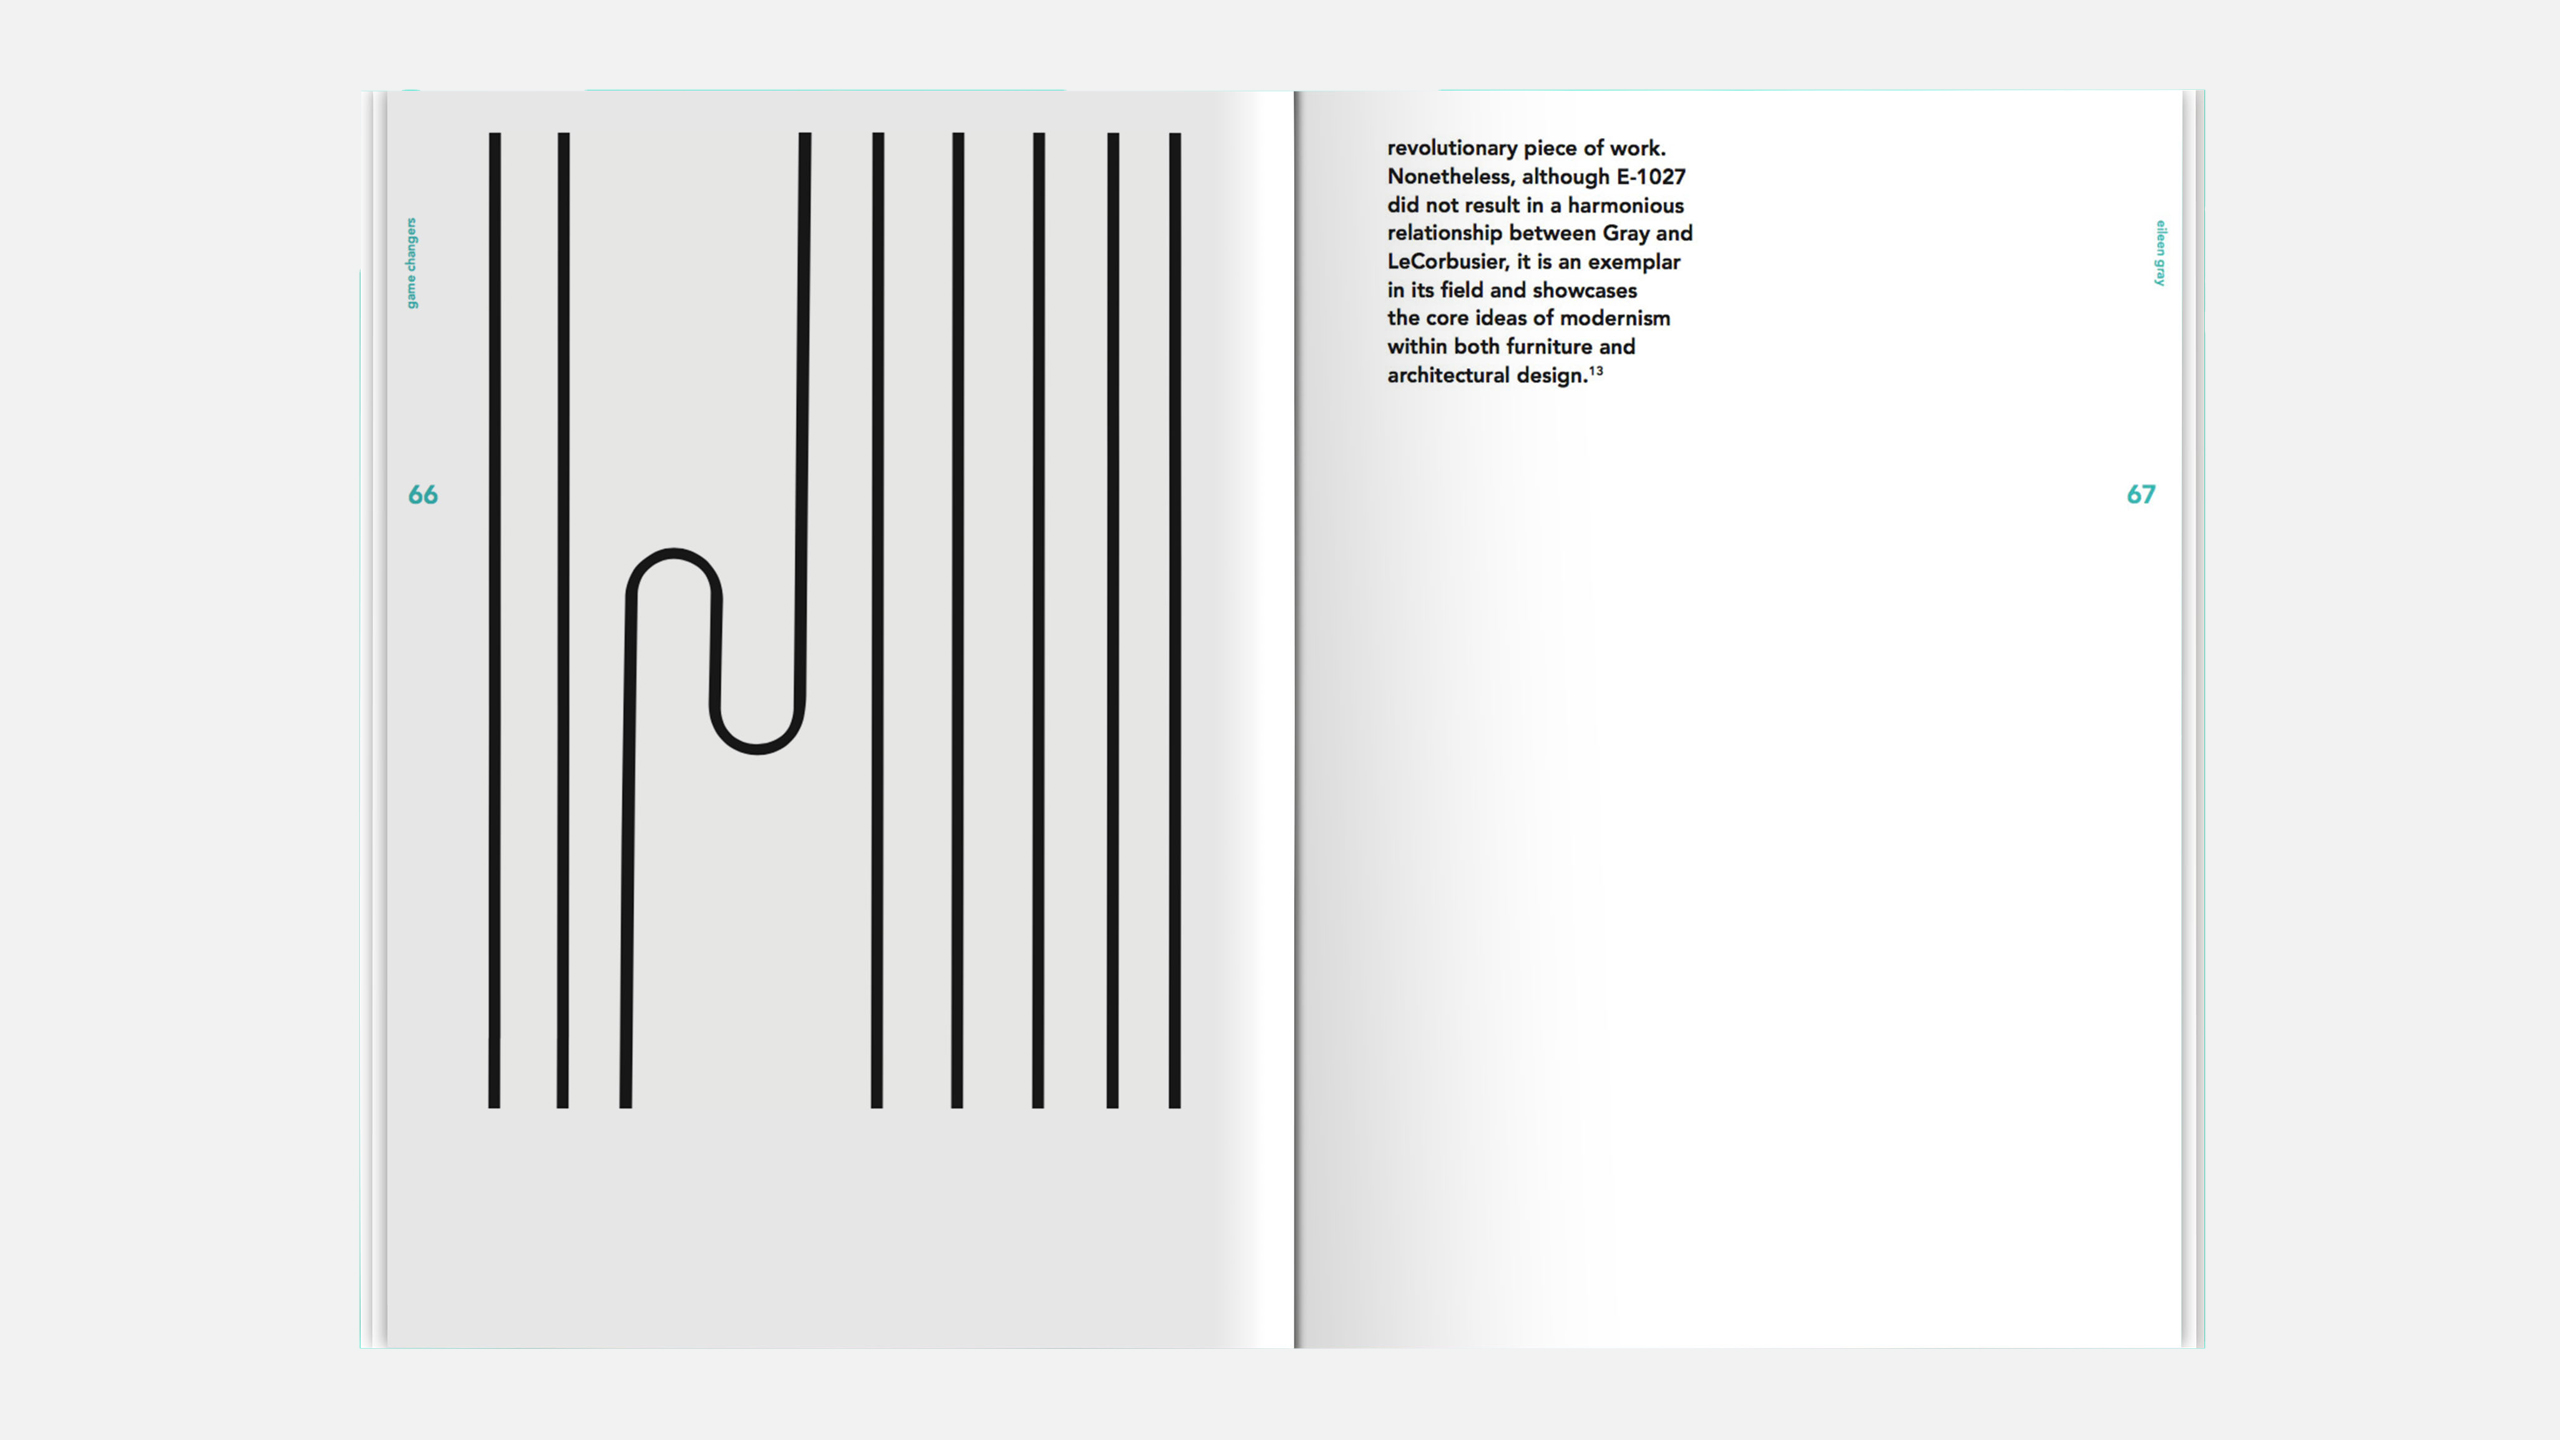 game changers
66
revolutionary piece of work.
Nonetheless, although E-1027
did not result in a harmonious
relationship between Gray and
LeCorbusier, it is an exemplar
in its field and showcases
the core ideas of modernism
within both furniture and
architectural design.¹³
eileen gray
67